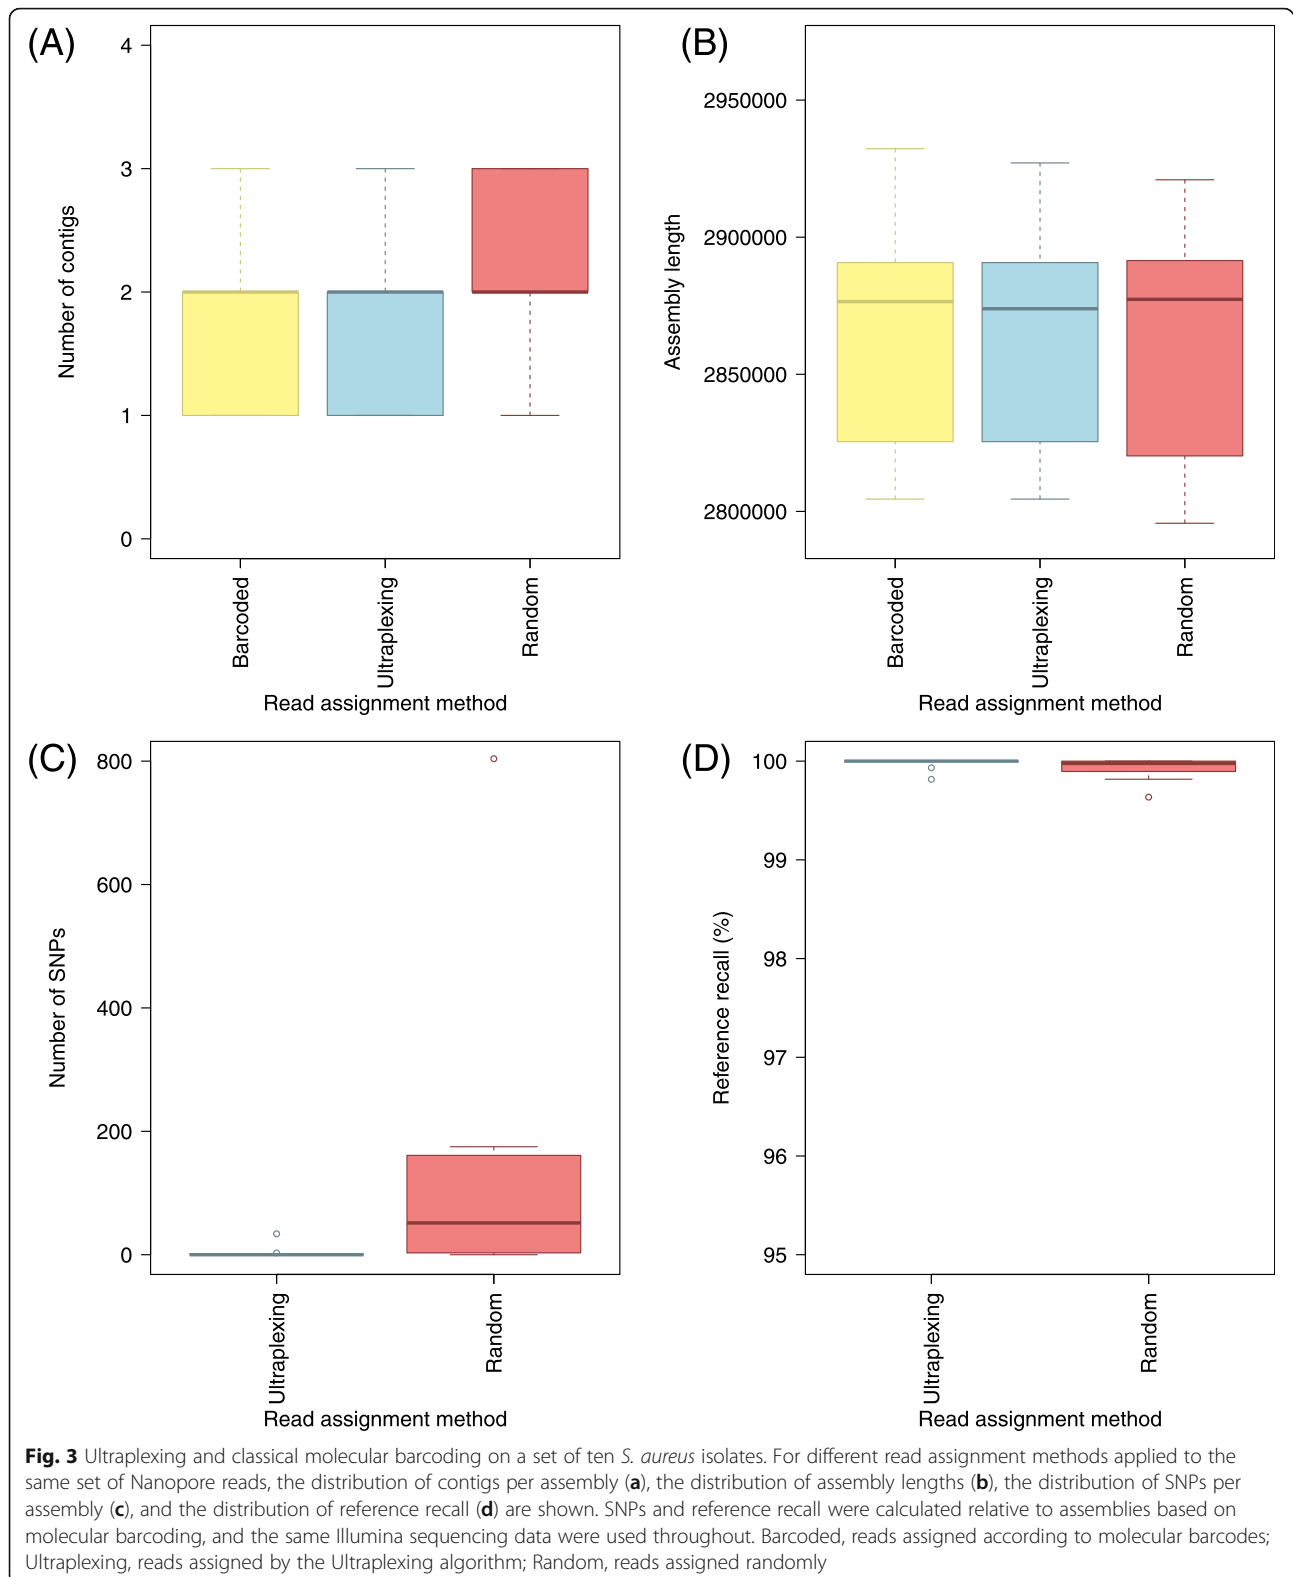 (A)
4
3
2
1
0
Number of contigs
Barcoded
Ultraplexing
Random
Read assignment method
(B)
2950000
2900000
2850000
2800000
Assembly length
Barcoded
Ultraplexing
Random
Read assignment method
(C)
800
600
400
200
0
Number of SNPs
Ultraplexing
Random
Read assignment method
(D)
100
99
98
97
96
95
Reference recall (%)
Ultraplexing
Random
Read assignment method
Fig. 3 Ultraplexing and classical molecular barcoding on a set of ten S. aureus isolates. For different read assignment methods applied to the
same set of Nanopore reads, the distribution of contigs per assembly (a), the distribution of assembly lengths (b), the distribution of SNPs per
assembly (c), and the distribution of reference recall (d) are shown. SNPs and reference recall were calculated relative to assemblies based on
molecular barcoding, and the same Illumina sequencing data were used throughout. Barcoded, reads assigned according to molecular barcodes;
Ultraplexing, reads assigned by the Ultraplexing algorithm; Random, reads assigned randomly